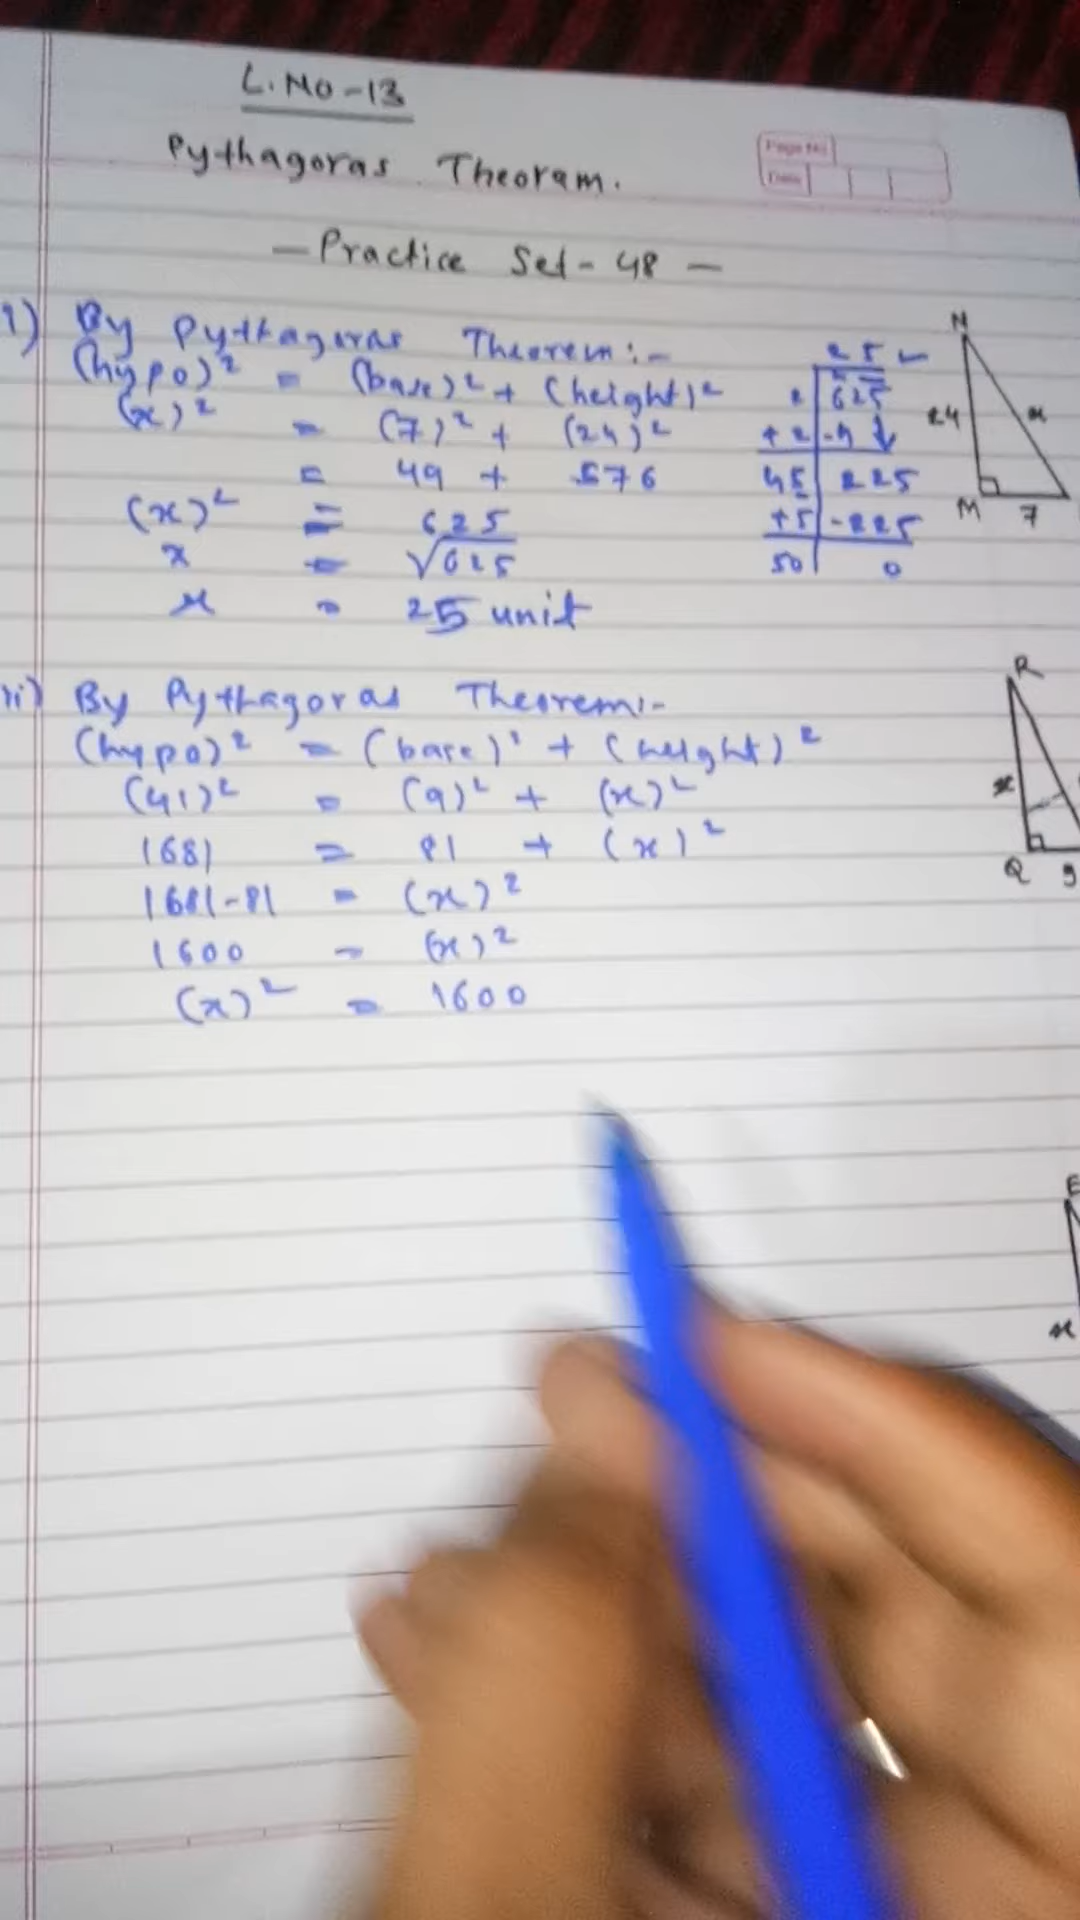 L. No - 13
Pythagoras Theoram.
Page No
Date
— Practice Set - 48 —
i) By Pythagoras Theorem:-
(hypo)² = (base)² + (height)²
(x)² = (7)² + (24)²
= 49 + 576
(x)² = 625
x = √625
x = 25 unit
25
2 625
+2 -4 ↓
45 225
+5 -225
50 0
N
24 x
M 7
ii) By Pythagoras Theorem:-
(hypo)² = (base)² + (height)²
(41)² = (9)² + (x)²
1681 = 81 + (x)²
1681-81 = (x)²
1600 = (x)²
(x)² = 1600
R
x
Q 9
E
x